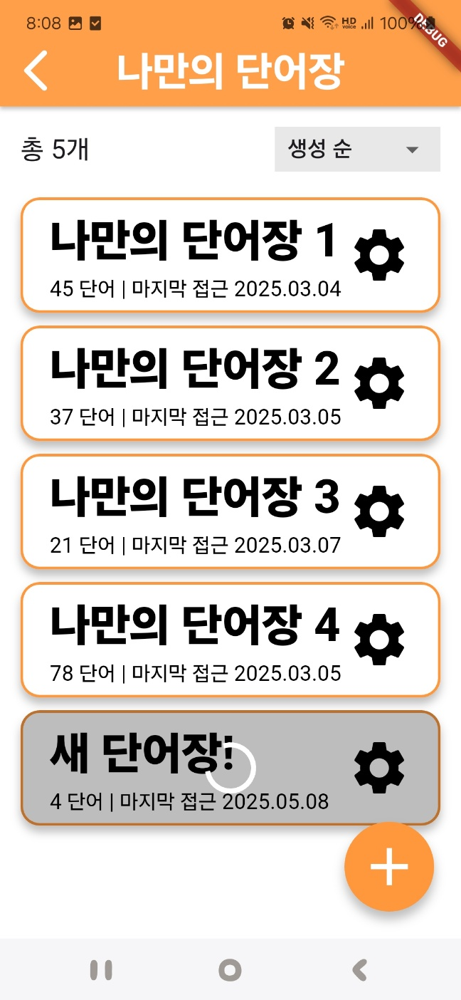 8:08 HD voice 100%
DEBUG
나만의 단어장
총 5개
생성 순
나만의 단어장 1
45 단어 | 마지막 접근 2025.03.04
나만의 단어장 2
37 단어 | 마지막 접근 2025.03.05
나만의 단어장 3
21 단어 | 마지막 접근 2025.03.07
나만의 단어장 4
78 단어 | 마지막 접근 2025.03.05
새 단어장!
4 단어 | 마지막 접근 2025.05.08